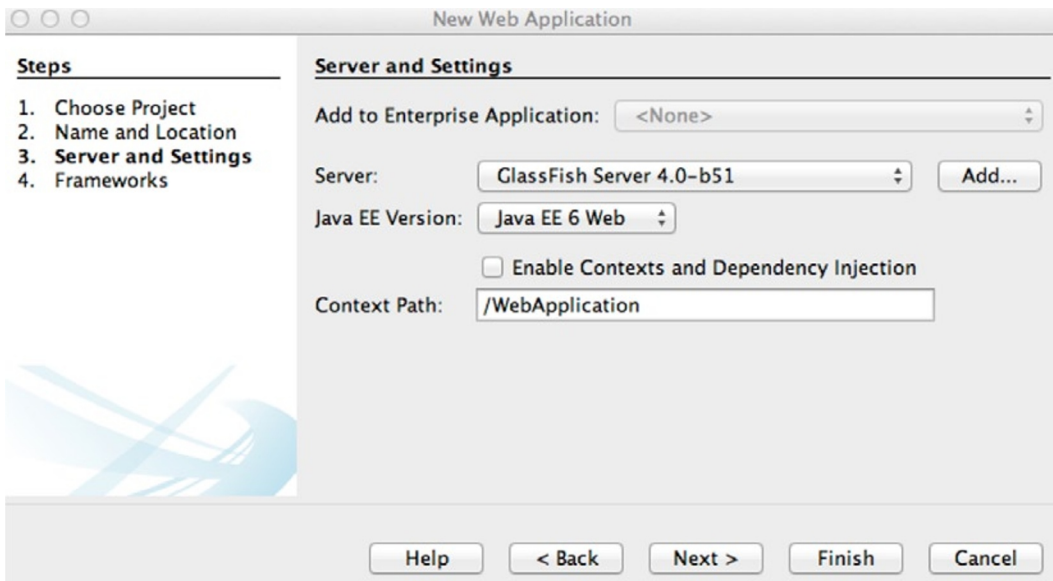 New Web Application
Steps
1. Choose Project
2. Name and Location
3. Server and Settings
4. Frameworks
Server and Settings
Add to Enterprise Application: <None>
Server: GlassFish Server 4.0-b51 Add...
Java EE Version: Java EE 6 Web
Enable Contexts and Dependency Injection
Context Path: /WebApplication
Help < Back Next > Finish Cancel